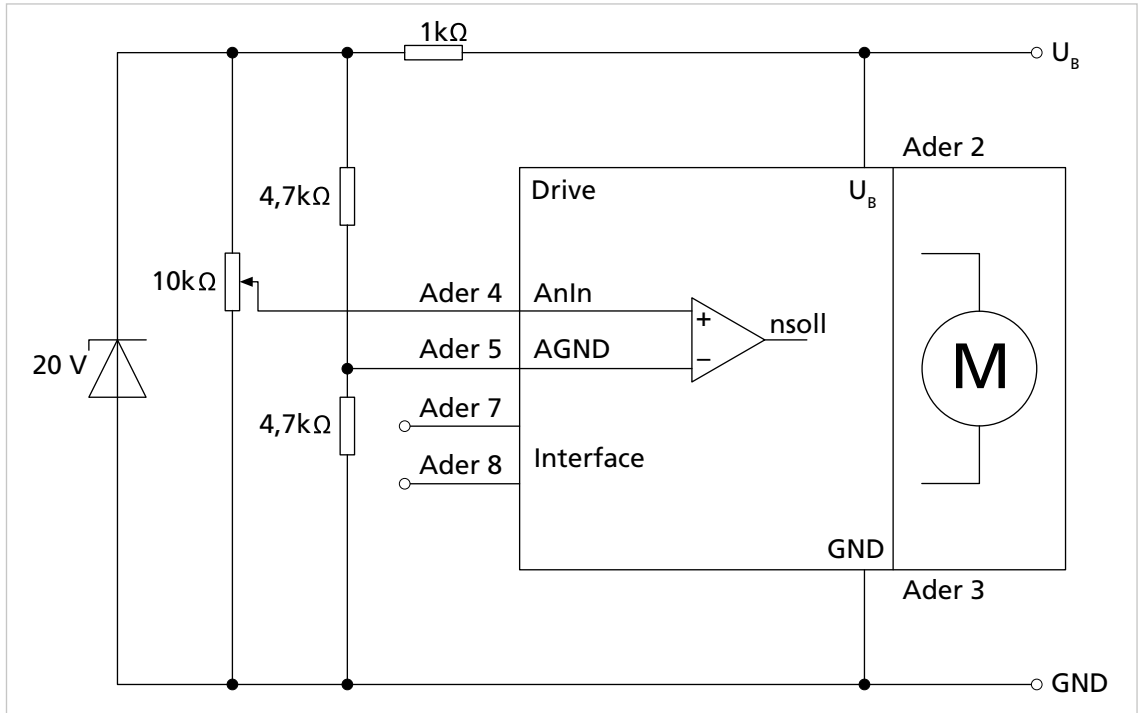 1kΩ
U_B
Ader 2
Drive
U_B
4,7kΩ
10kΩ
Ader 4
AnIn
+
nsoll
Ader 5
AGND
−
20 V
M
4,7kΩ
Ader 7
Ader 8
Interface
GND
Ader 3
GND